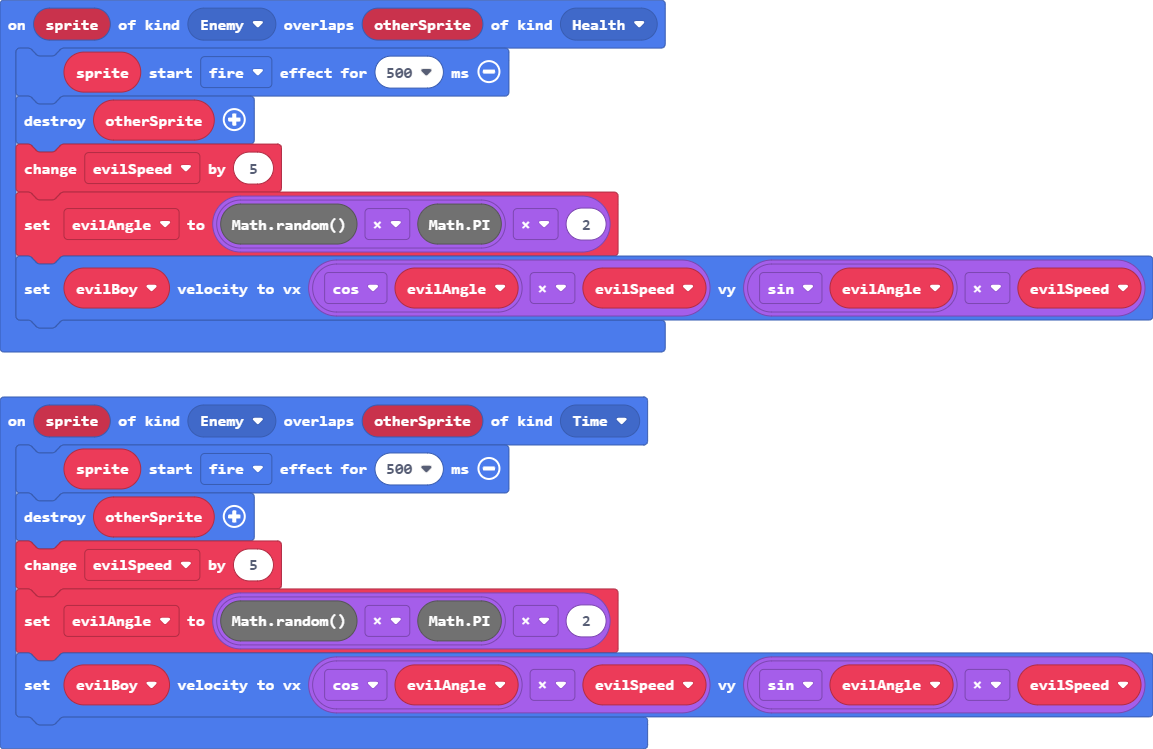 on sprite of kind Enemy overlaps otherSprite of kind Health
sprite start fire effect for 500 ms
destroy otherSprite
change evilSpeed by 5
set evilAngle to Math.random() × Math.PI × 2
set evilBoy velocity to vx cos evilAngle × evilSpeed vy sin evilAngle × evilSpeed
on sprite of kind Enemy overlaps otherSprite of kind Time
sprite start fire effect for 500 ms
destroy otherSprite
change evilSpeed by 5
set evilAngle to Math.random() × Math.PI × 2
set evilBoy velocity to vx cos evilAngle × evilSpeed vy sin evilAngle × evilSpeed